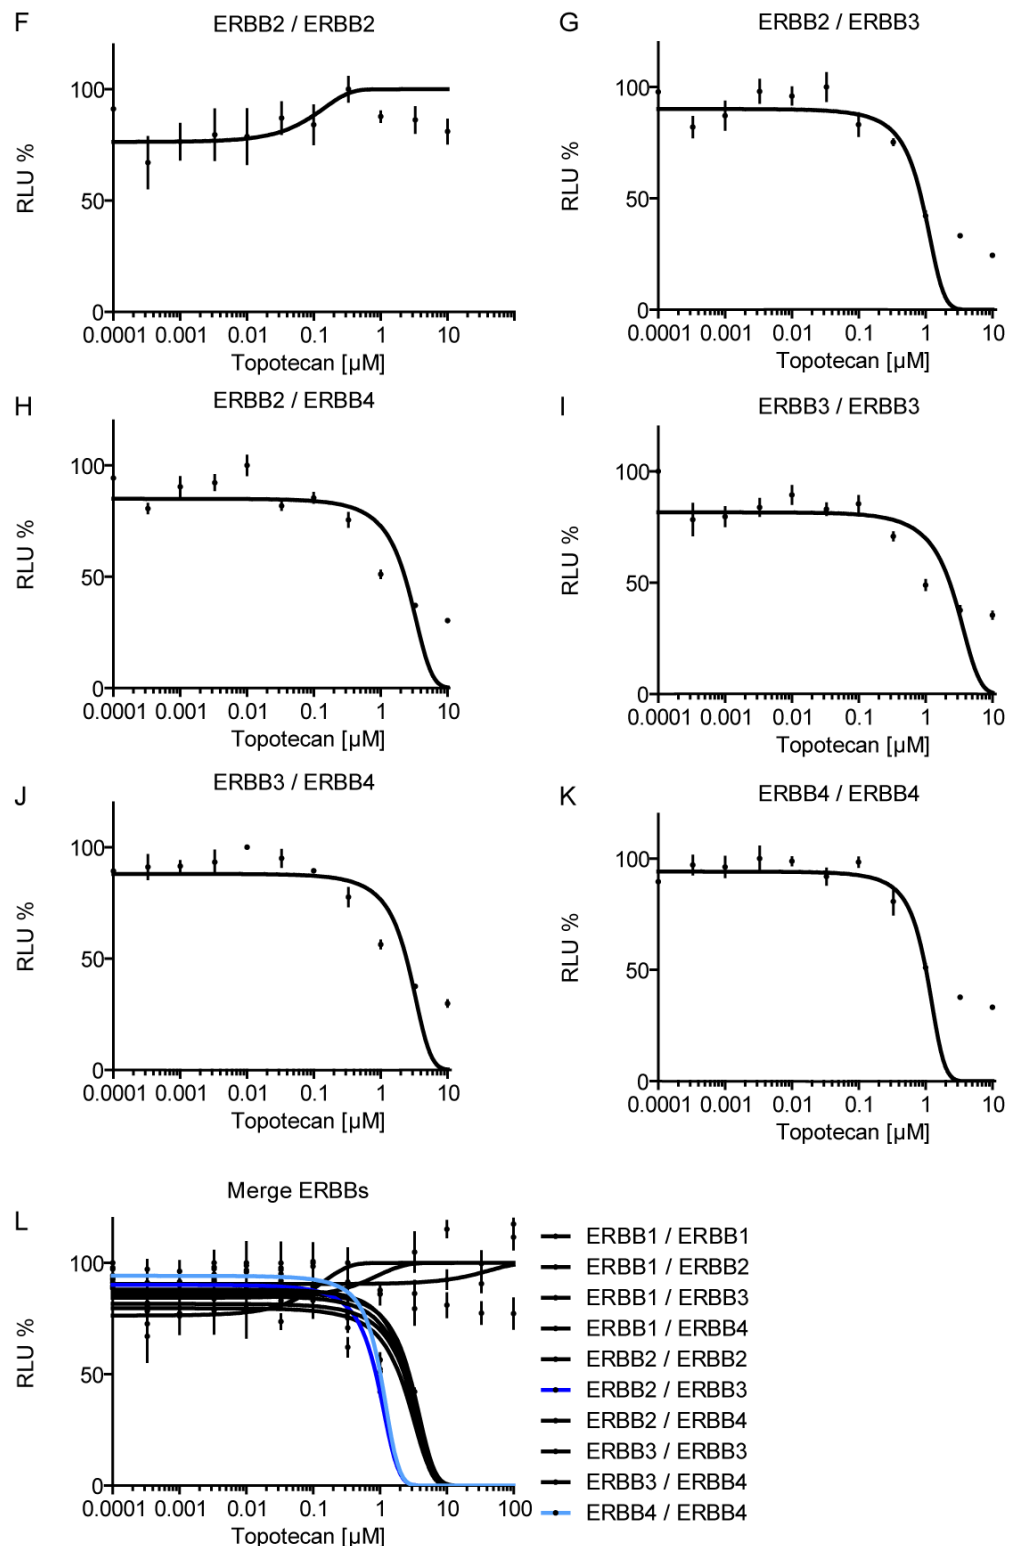 F
ERBB2 / ERBB2
RLU %
100
50
0
0.0001 0.001 0.01 0.1 1 10
Topotecan [µM]
G
ERBB2 / ERBB3
RLU %
100
50
0
0.0001 0.001 0.01 0.1 1 10
Topotecan [µM]
H
ERBB2 / ERBB4
RLU %
100
50
0
0.0001 0.001 0.01 0.1 1 10
Topotecan [µM]
I
ERBB3 / ERBB3
RLU %
100
50
0
0.0001 0.001 0.01 0.1 1 10
Topotecan [µM]
J
ERBB3 / ERBB4
RLU %
100
50
0
0.0001 0.001 0.01 0.1 1 10
Topotecan [µM]
K
ERBB4 / ERBB4
RLU %
100
50
0
0.0001 0.001 0.01 0.1 1 10
Topotecan [µM]
L
Merge ERBBs
RLU %
100
50
0
0.0001 0.001 0.01 0.1 1 10 100
Topotecan [µM]
ERBB1 / ERBB1
ERBB1 / ERBB2
ERBB1 / ERBB3
ERBB1 / ERBB4
ERBB2 / ERBB2
ERBB2 / ERBB3
ERBB2 / ERBB4
ERBB3 / ERBB3
ERBB3 / ERBB4
ERBB4 / ERBB4